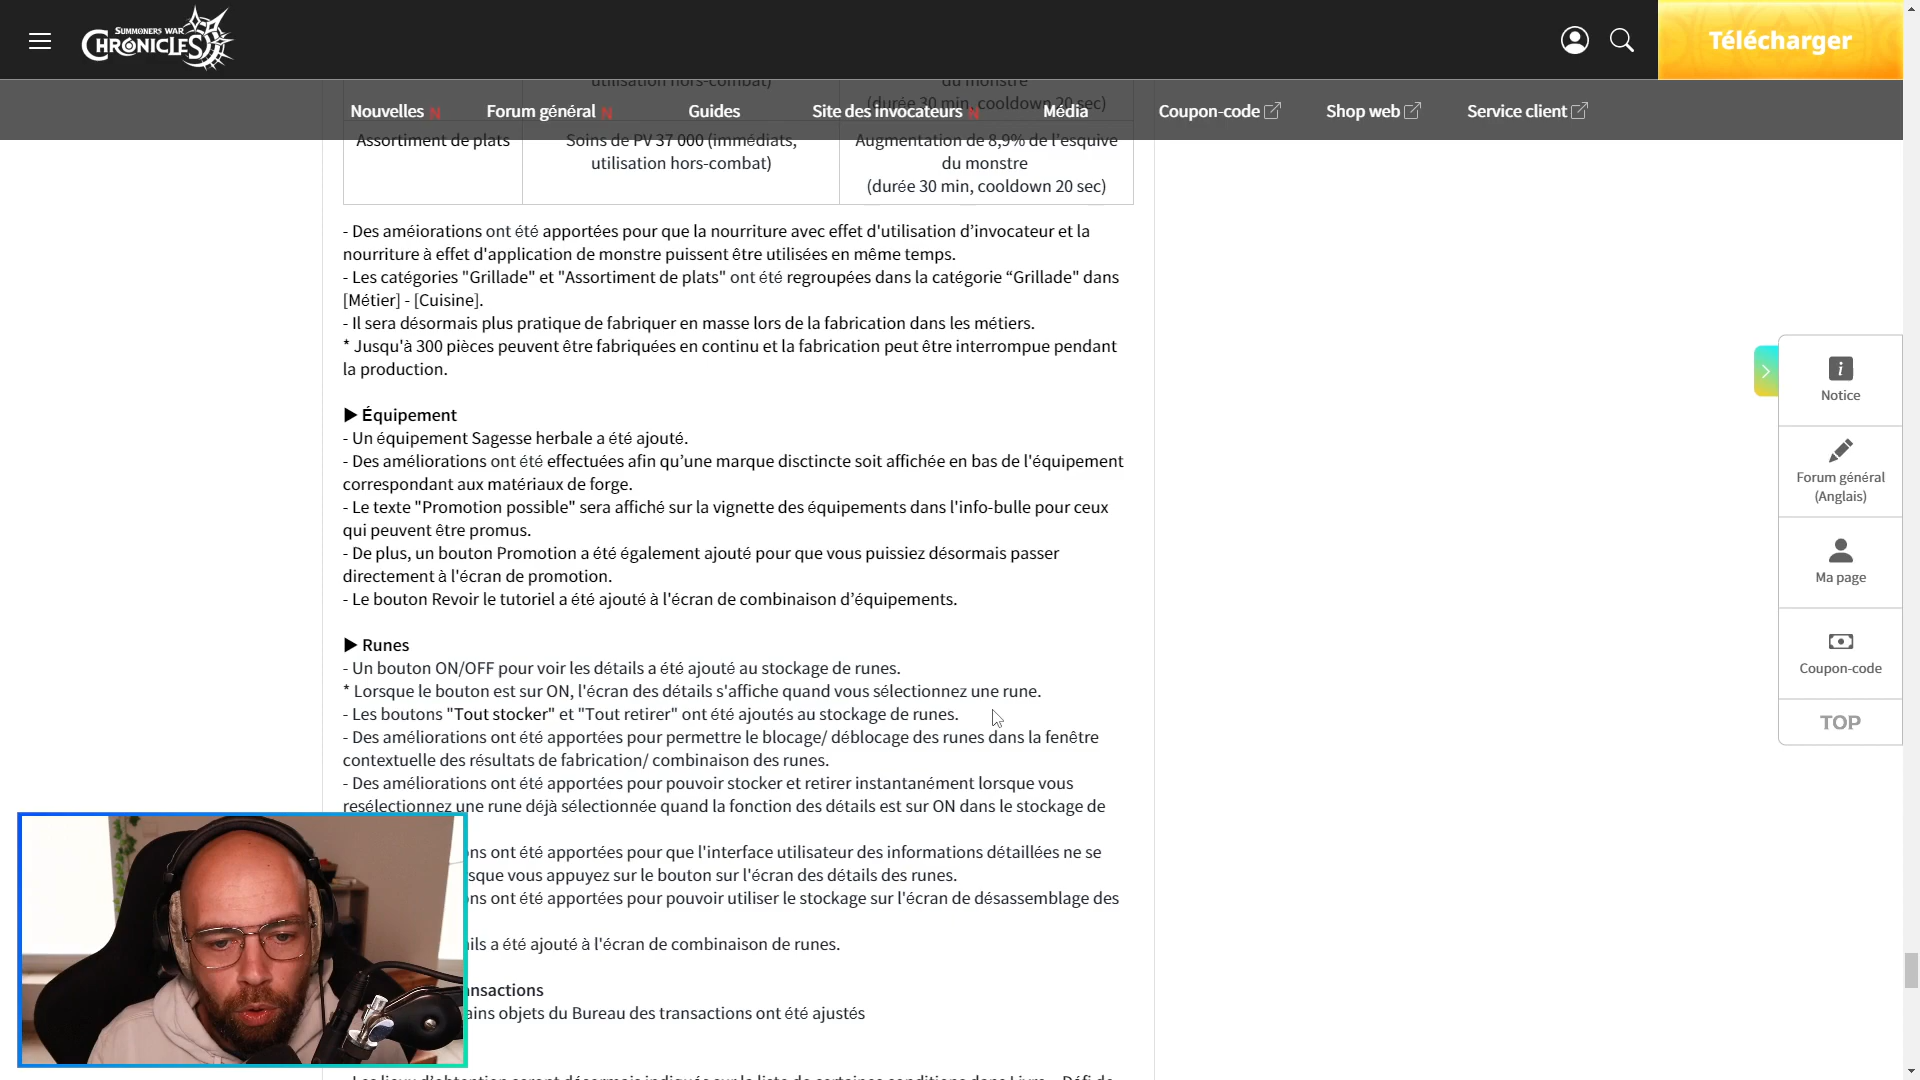 SUMMONERS WAR
CHRONICLES
Télécharger
utilisation hors-combat)
du monstre
(durée 30 min, cooldown 20 sec)
Nouvelles N
Forum général N
Guides
Site des invocateurs N
Média
Coupon-code
Shop web
Service client
Assortiment de plats
Soins de PV 37 000 (immédiats,
utilisation hors-combat)
Augmentation de 8,9% de l'esquive
du monstre
(durée 30 min, cooldown 20 sec)
- Des améiorations ont été apportées pour que la nourriture avec effet d'utilisation d’invocateur et la
nourriture à effet d'application de monstre puissent être utilisées en même temps.
- Les catégories "Grillade" et "Assortiment de plats" ont été regroupées dans la catégorie “Grillade" dans
[Métier] - [Cuisine].
- Il sera désormais plus pratique de fabriquer en masse lors de la fabrication dans les métiers.
* Jusqu'à 300 pièces peuvent être fabriquées en continu et la fabrication peut être interrompue pendant
la production.
▶ Équipement
- Un équipement Sagesse herbale a été ajouté.
- Des améliorations ont été effectuées afin qu’une marque disctincte soit affichée en bas de l'équipement
correspondant aux matériaux de forge.
- Le texte "Promotion possible" sera affiché sur la vignette des équipements dans l'info-bulle pour ceux
qui peuvent être promus.
- De plus, un bouton Promotion a été également ajouté pour que vous puissiez désormais passer
directement à l'écran de promotion.
- Le bouton Revoir le tutoriel a été ajouté à l'écran de combinaison d’équipements.
▶ Runes
- Un bouton ON/OFF pour voir les détails a été ajouté au stockage de runes.
* Lorsque le bouton est sur ON, l'écran des détails s'affiche quand vous sélectionnez une rune.
- Les boutons "Tout stocker" et "Tout retirer" ont été ajoutés au stockage de runes.
- Des améliorations ont été apportées pour permettre le blocage/ déblocage des runes dans la fenêtre
contextuelle des résultats de fabrication/ combinaison des runes.
- Des améliorations ont été apportées pour pouvoir stocker et retirer instantanément lorsque vous
resélectionnez une rune déjà sélectionnée quand la fonction des détails est sur ON dans le stockage de
ns ont été apportées pour que l'interface utilisateur des informations détaillées ne se
sque vous appuyez sur le bouton sur l'écran des détails des runes.
ns ont été apportées pour pouvoir utiliser le stockage sur l'écran de désassemblage des
ils a été ajouté à l'écran de combinaison de runes.
nsactions
ains objets du Bureau des transactions ont été ajustés
Notice
Forum général
(Anglais)
Ma page
Coupon-code
TOP